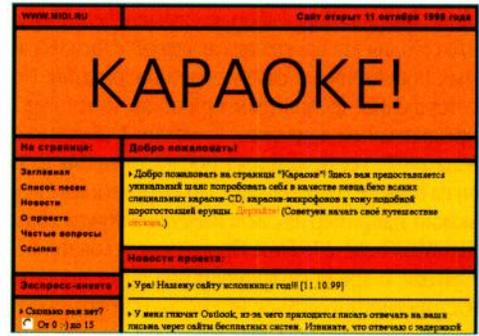 WWW.MIDI.RU
Сайт открыт 11 октября 1998 года
КАРАОКЕ!
На странице:
Заглавная
Список песен
Новости
О проекте
Частые вопросы
Ссылки
Экспресс-анкета
Сколько вам лет?
От 0 :-) до 15
Добро пожаловать!
Добро пожаловать на страницы "Караоке"! Здесь вам предоставляется
уникальный шанс попробовать себя в качестве певца безо всяких
специальных караоке-CD, караоке-микрофонов и тому подобной
дорогостоящей ерунды. Дерзайте! (Советуем начать своё путешествие
отсюда.)
Новости проекта:
Ура! Нашему сайту исполнился год!!! [11.10.99]
У меня глючит Outlook, из-за чего приходится писать отвечать на ваши
письма через сайты бесплатных систем. Извините, что отвечаю с задержкой